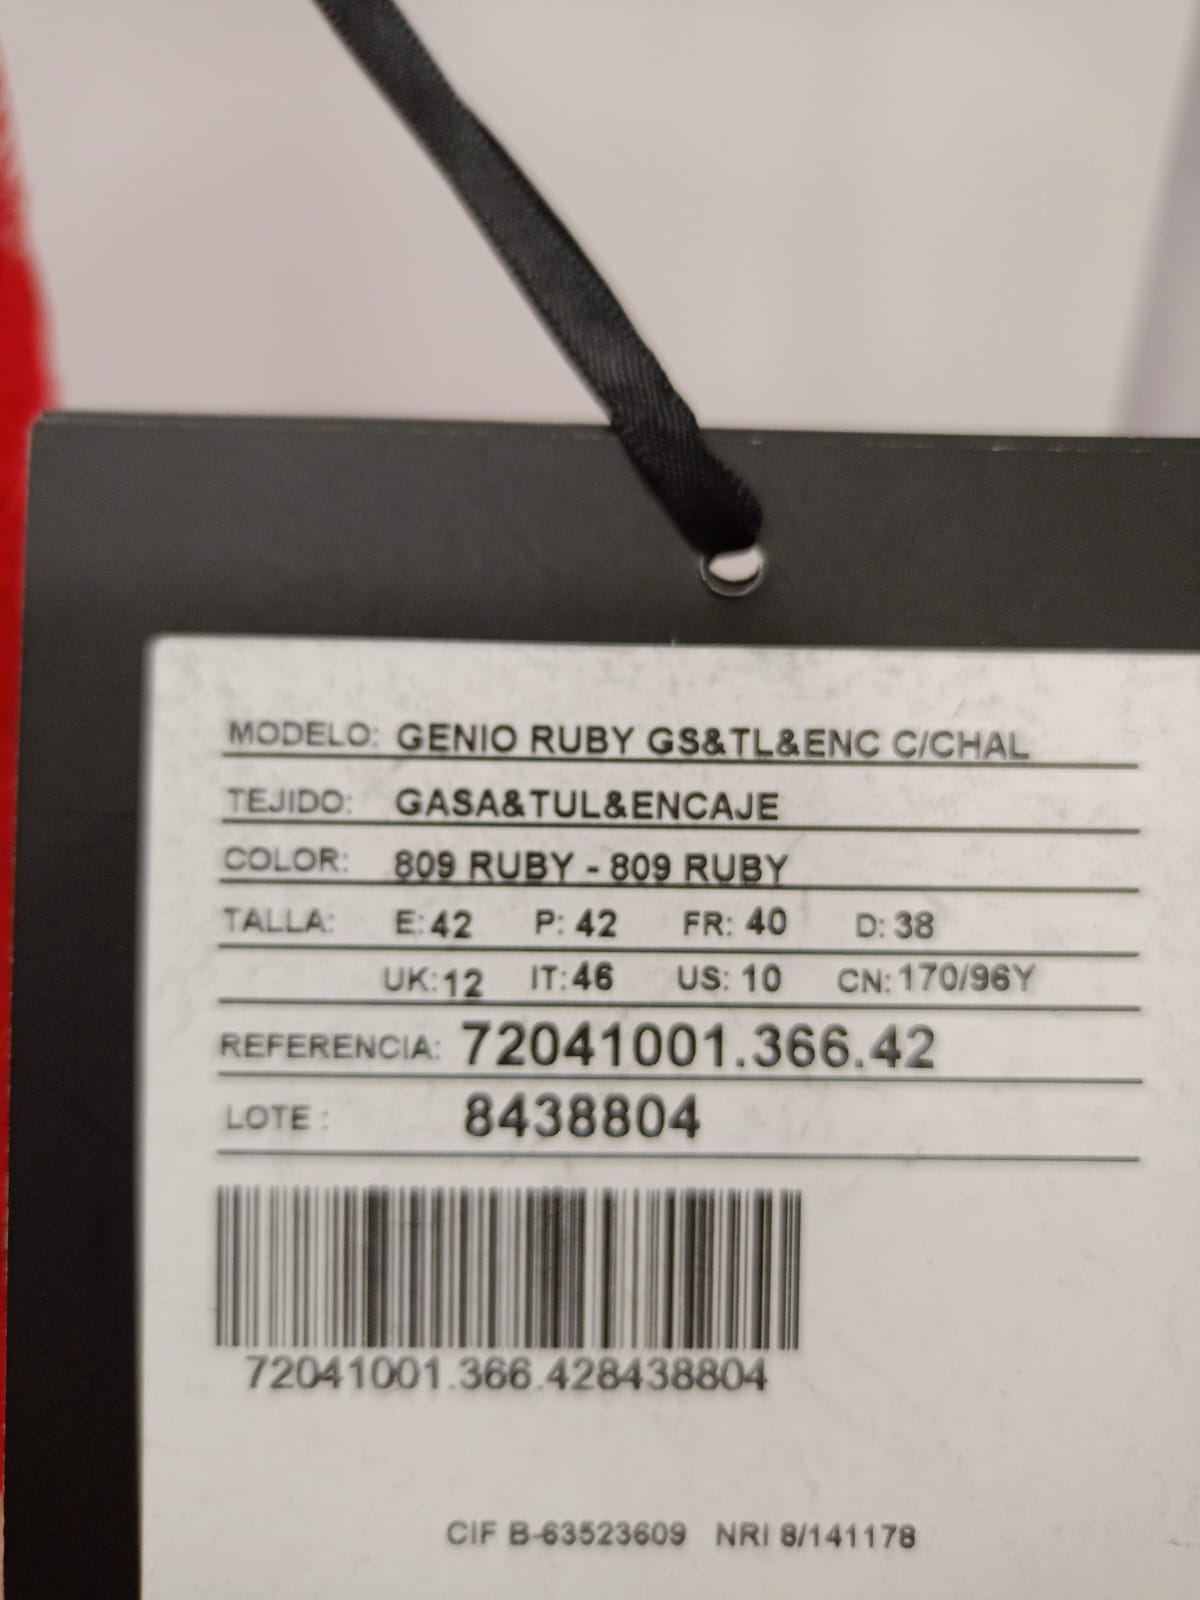 MODELO: GENIO RUBY GS&TL&ENC C/CHAL
TEJIDO: GASA&TUL&ENCAJE
COLOR: 809 RUBY - 809 RUBY
TALLA: E: 42 P: 42 FR: 40 D: 38
UK: 12 IT: 46 US: 10 CN: 170/96Y
REFERENCIA: 72041001.366.42
LOTE : 8438804
72041001.366.428438804
CIF B-63523609 NRI 8/141178